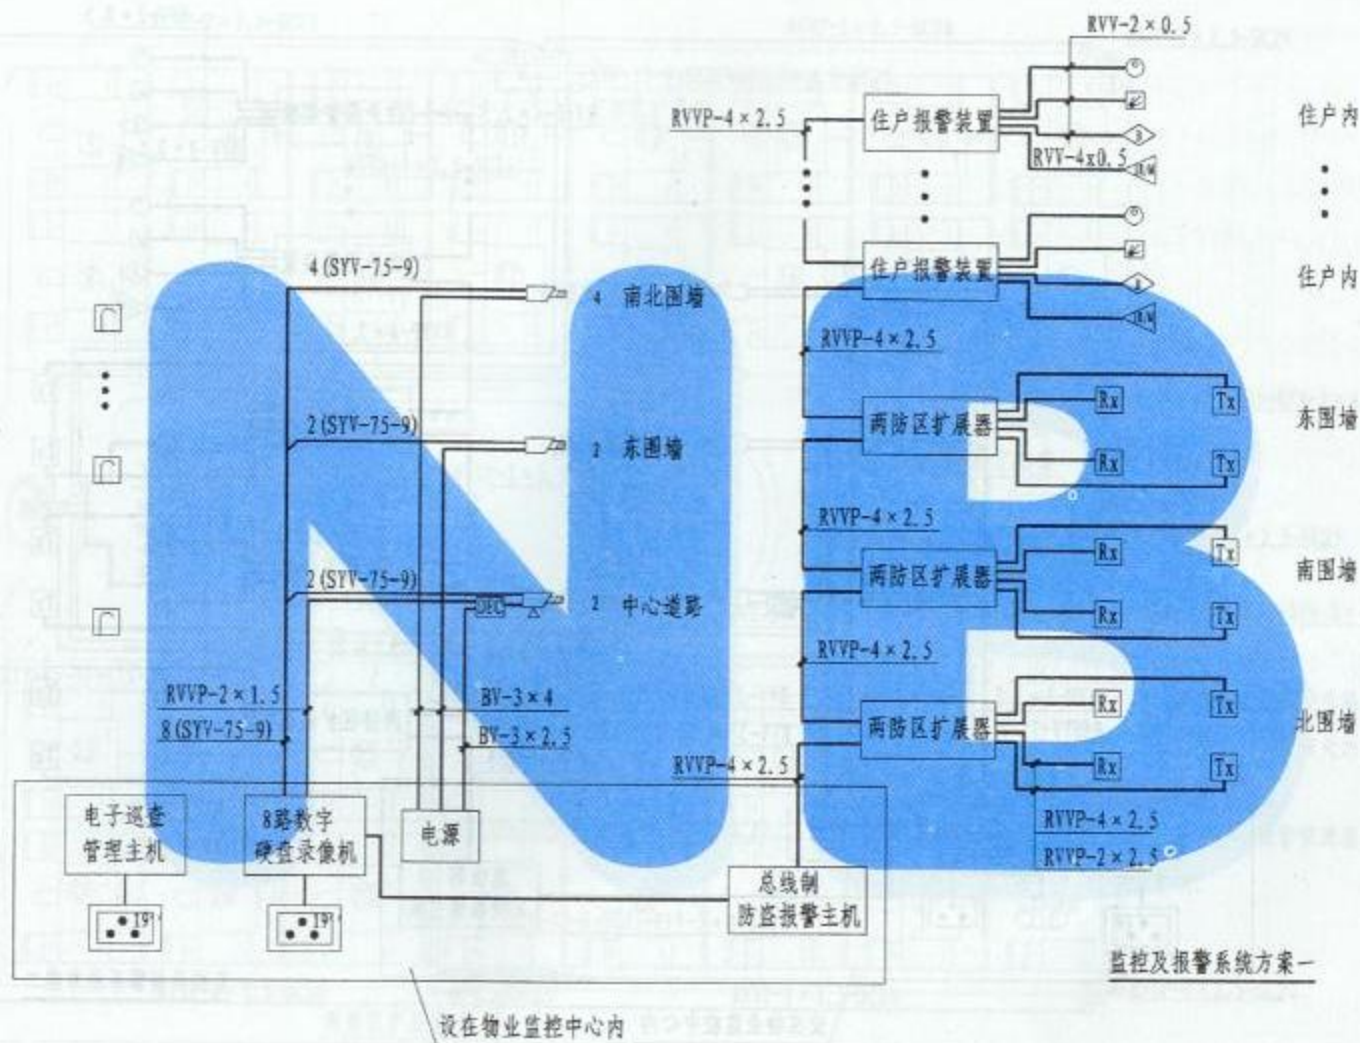 RVV-2×0.5
RVVP-4×2.5
住户报警装置
住户内
B
RVV-4x0.5
IR/M
住户报警装置
住户内
IR/M
4(SYV-75-9)
4 南北围墙
RVVP-4×2.5
2(SYV-75-9)
2 东围墙
两防区扩展器
Rx
Tx
东围墙
Rx
Tx
RVVP-4×2.5
两防区扩展器
Rx
Tx
南围墙
Rx
Tx
2(SYV-75-9)
DEC
2 中心道路
RVVP-4×2.5
RVVP-2×1.5
8(SYV-75-9)
BV-3×4
BV-3×2.5
两防区扩展器
Rx
Tx
北围墙
Rx
Tx
RVVP-4×2.5
RVVP-4×2.5
RVVP-2×2.5
电子巡查
管理主机
8路数字
硬盘录像机
电源
总线制
防盗报警主机
19"
19"
设在物业监控中心内
监控及报警系统方案一
NB